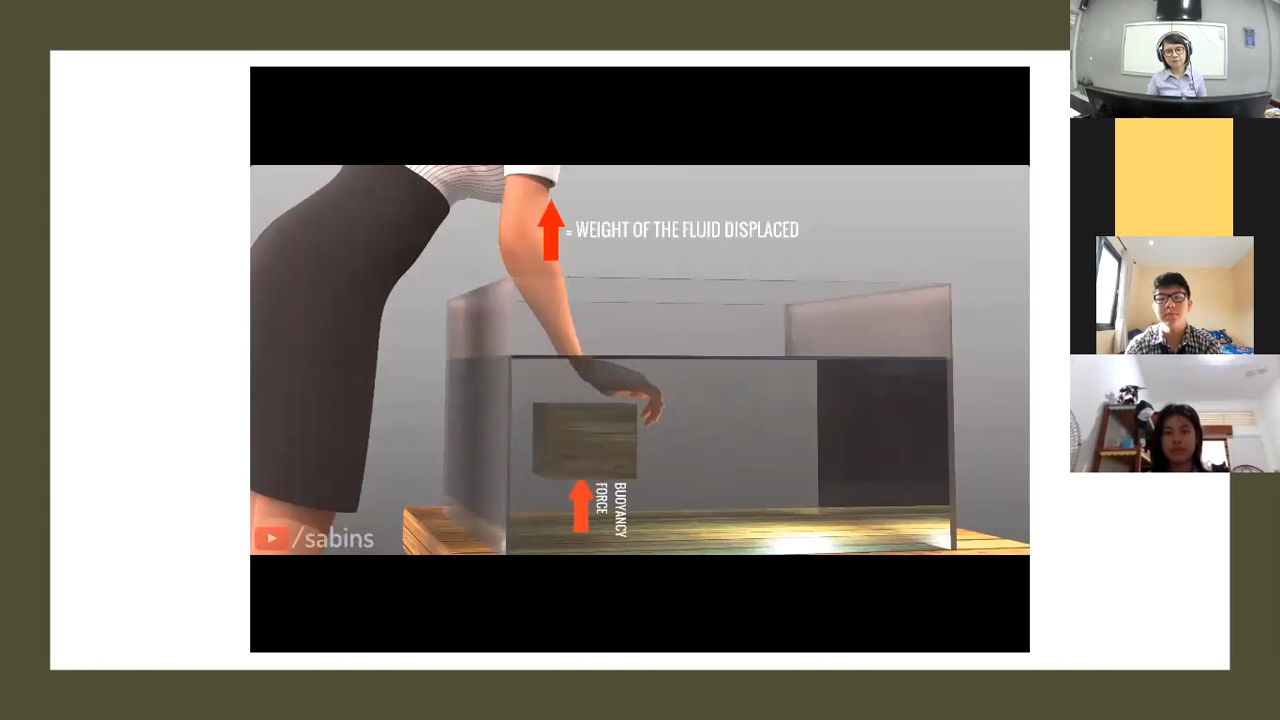 = WEIGHT OF THE FLUID DISPLACED
BUOYANCY
FORCE
/sabins